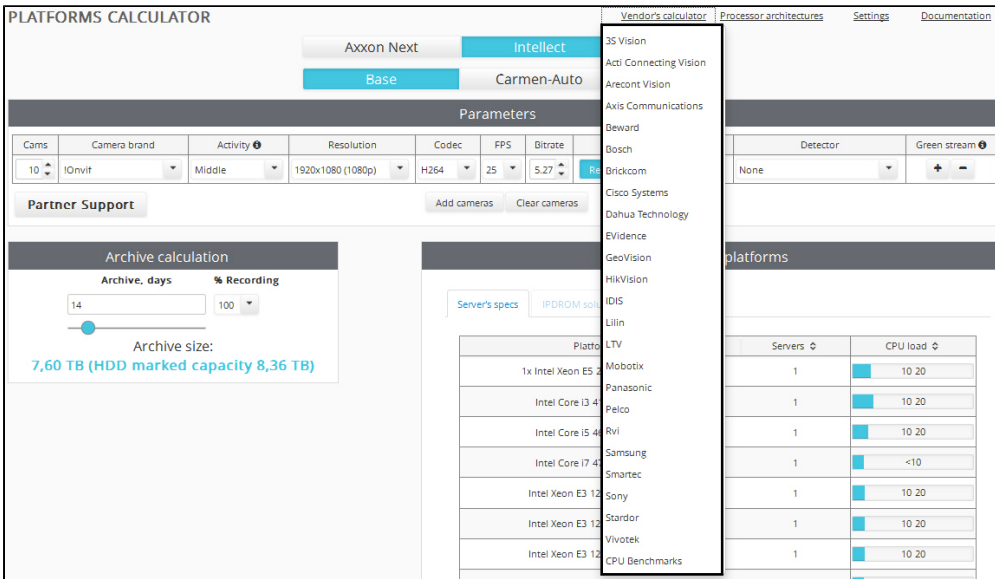 PLATFORMS CALCULATOR
Vendor's calculator Processor architectures Settings Documentation
Axxon Next Intellect
Base Carmen-Auto
3S Vision
Acti Connecting Vision
Arecont Vision
Axis Communications
Beward
Bosch
Brickcom
Cisco Systems
Dahua Technology
EVidence
GeoVision
HikVision
IDIS
Lilin
LTV
Mobotix
Panasonic
Pelco
Rvi
Samsung
Smartec
Sony
Stardor
Vivotek
CPU Benchmarks
Parameters
Cams Camera brand Activity Resolution Codec FPS Bitrate Detector Green stream
10 !Onvif Middle 1920x1080 (1080p) H264 25 5.27 None + −
Partner Support Add cameras Clear cameras
Archive calculation
Archive, days % Recording
14 100
Archive size:
7,60 TB (HDD marked capacity 8,36 TB)
platforms
Server's specs IPDROM
Servers CPU load
1x Intel Xeon E5 1 10 20
Intel Core i3 1 10 20
Intel Core i5 1 10 20
Intel Core i7 1 <10
Intel Xeon E3 12 1 10 20
Intel Xeon E3 12 1 10 20
Intel Xeon E3 12 1 10 20